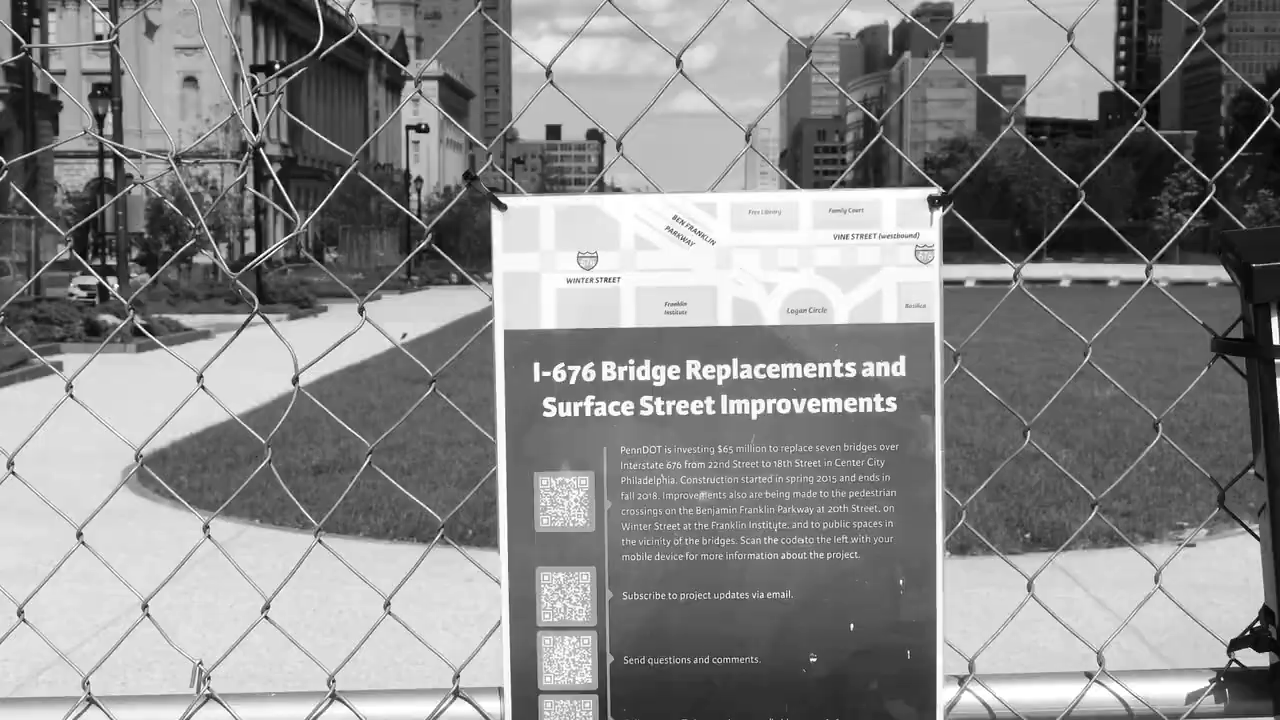 Free Library
Family Court
BEN FRANKLIN
PARKWAY
VINE STREET (westbound)
WINTER STREET
Franklin
Institute
Logan Circle
Basilica
I-676 Bridge Replacements and
Surface Street Improvements
PennDOT is investing $65 million to replace seven bridges over
Interstate 676 from 22nd Street to 18th Street in Center City
Philadelphia. Construction started in spring 2015 and ends in
fall 2018. Improvements also are being made to the pedestrian
crossings on the Benjamin Franklin Parkway at 20th Street, on
Winter Street at the Franklin Institute, and to public spaces in
the vicinity of the bridges. Scan the code to the left with your
mobile device for more information about the project.
Subscribe to project updates via email.
Send questions and comments.